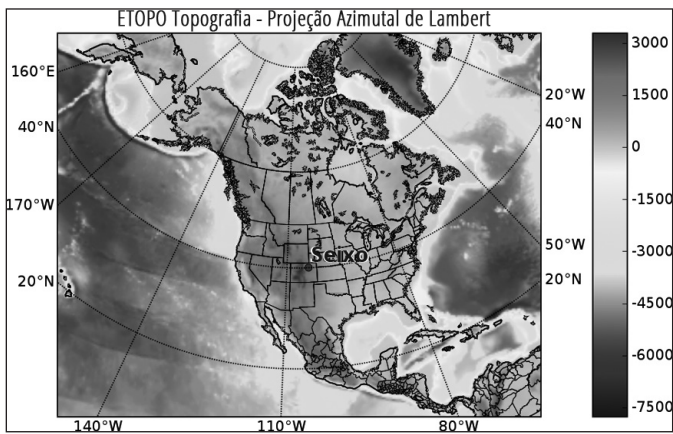 ETOPO Topografia - Projeção Azimutal de Lambert
160°E
40°N
170°W
20°N
140°W
110°W
80°W
20°W
40°N
50°W
20°N
Seixo
3000
1500
0
-1500
-3000
-4500
-6000
-7500